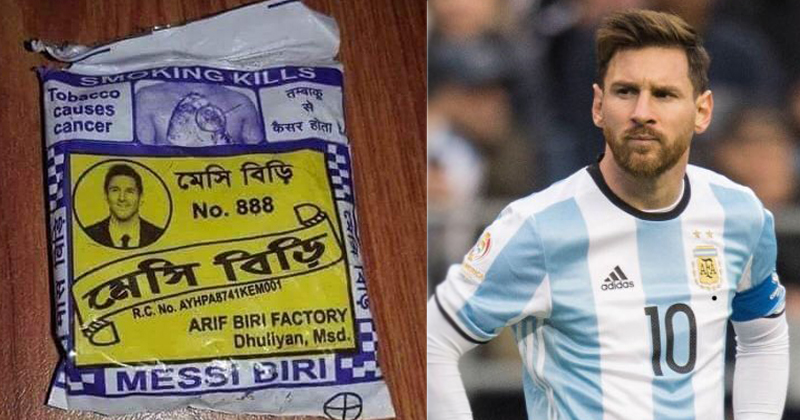 SMOKING KILLS
Tobacco
causes
cancer
तम्बाकू
से
कैंसर होता
মেসি বিড়ি
No. 888
মেসি বিড়ি
R.C. No. AYHPA8741KEM001
ARIF BIRI FACTORY
Dhuliyan, Msd.
MESSI BIRI
adidas
AFA
10